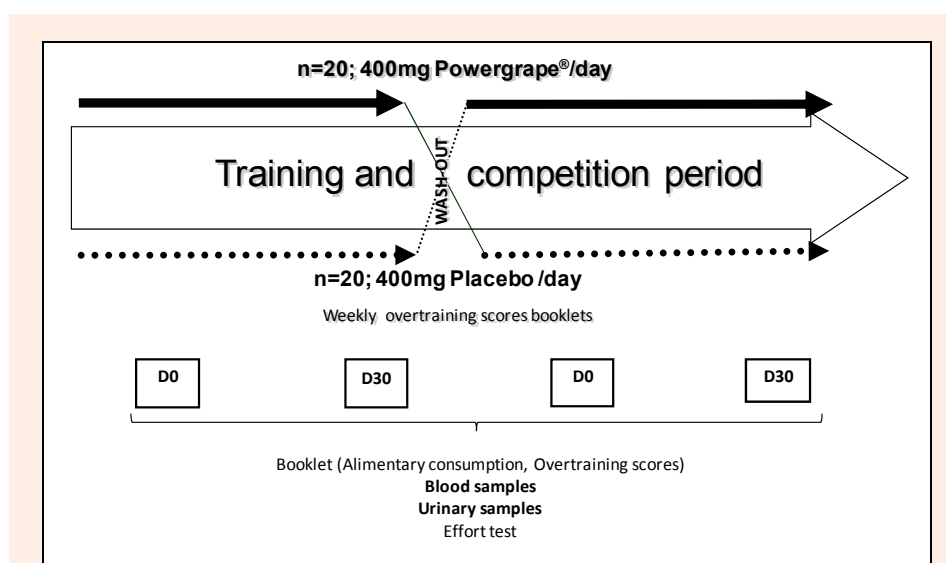 n=20; 400mg Powergrape®/day
Training and competition period
WASH-OUT
n=20; 400mg Placebo /day
Weekly overtraining scores booklets
D0 D30 D0 D30
Booklet (Alimentary consumption, Overtraining scores)
Blood samples
Urinary samples
Effort test